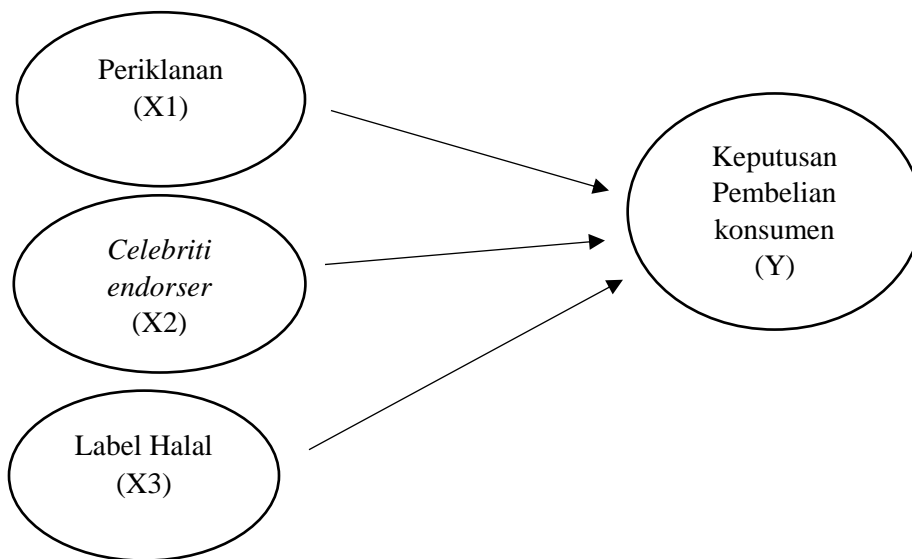 Periklanan
(X1)
Celebriti
endorser
(X2)
Label Halal
(X3)
Keputusan
Pembelian
konsumen
(Y)